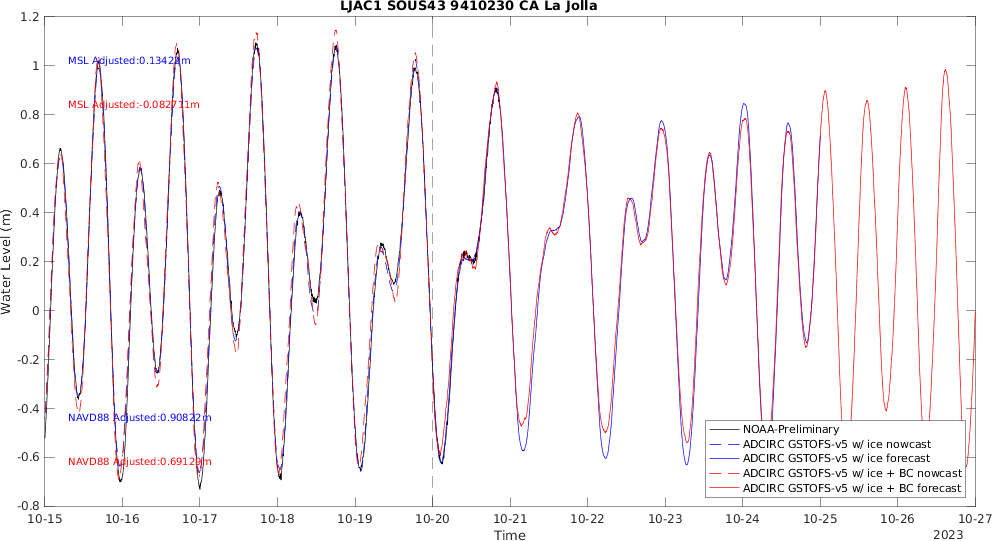 LJAC1 SOUS43 9410230 CA La Jolla
Water Level (m)
1.2
1
0.8
0.6
0.4
0.2
0
-0.2
-0.4
-0.6
-0.8
MSL Adjusted:0.13422m
MSL Adjusted:-0.082711m
NAVD88 Adjusted:0.90822m
NAVD88 Adjusted:0.69129m
NOAA-Preliminary
ADCIRC GSTOFS-v5 w/ ice nowcast
ADCIRC GSTOFS-v5 w/ ice forecast
ADCIRC GSTOFS-v5 w/ ice + BC nowcast
ADCIRC GSTOFS-v5 w/ ice + BC forecast
10-15 10-16 10-17 10-18 10-19 10-20 10-21 10-22 10-23 10-24 10-25 10-26 10-27
Time
2023